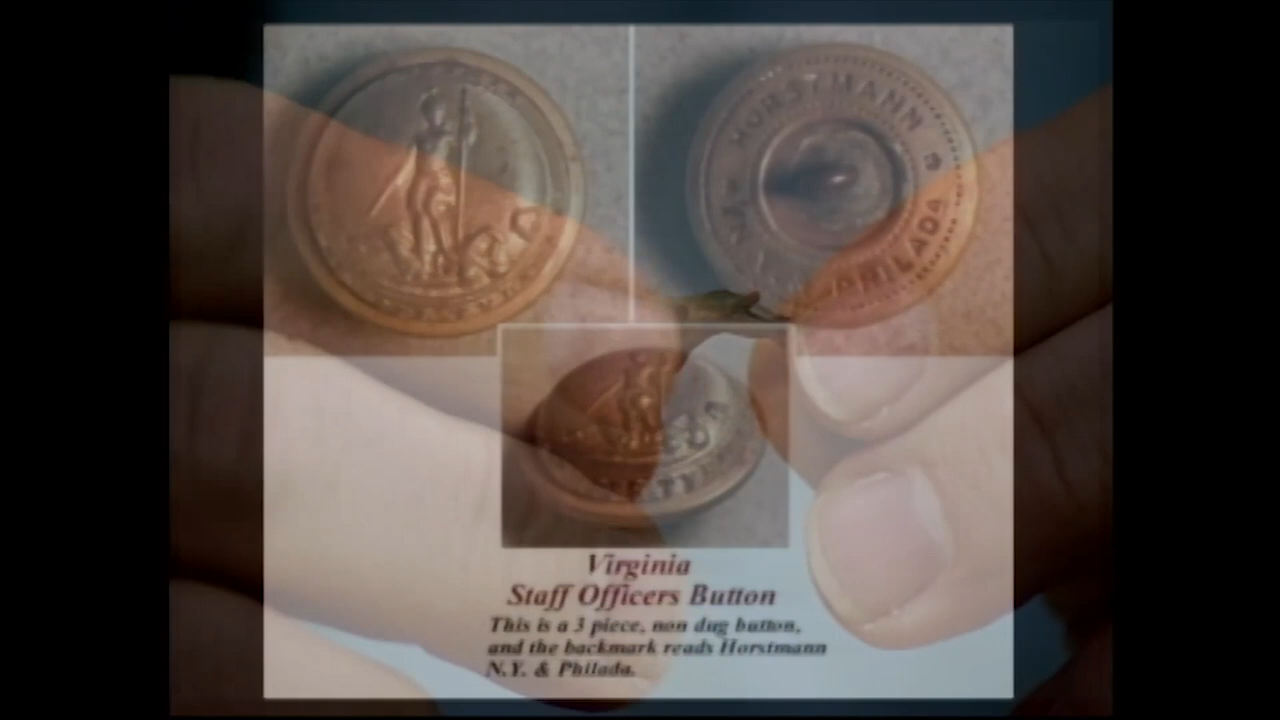 HORSTMANN &
N.Y.
PHILADA
Virginia
Staff Officers Button
This is a 3 piece, non dug button,
and the backmark reads Horstmann
N.Y. & Philada.